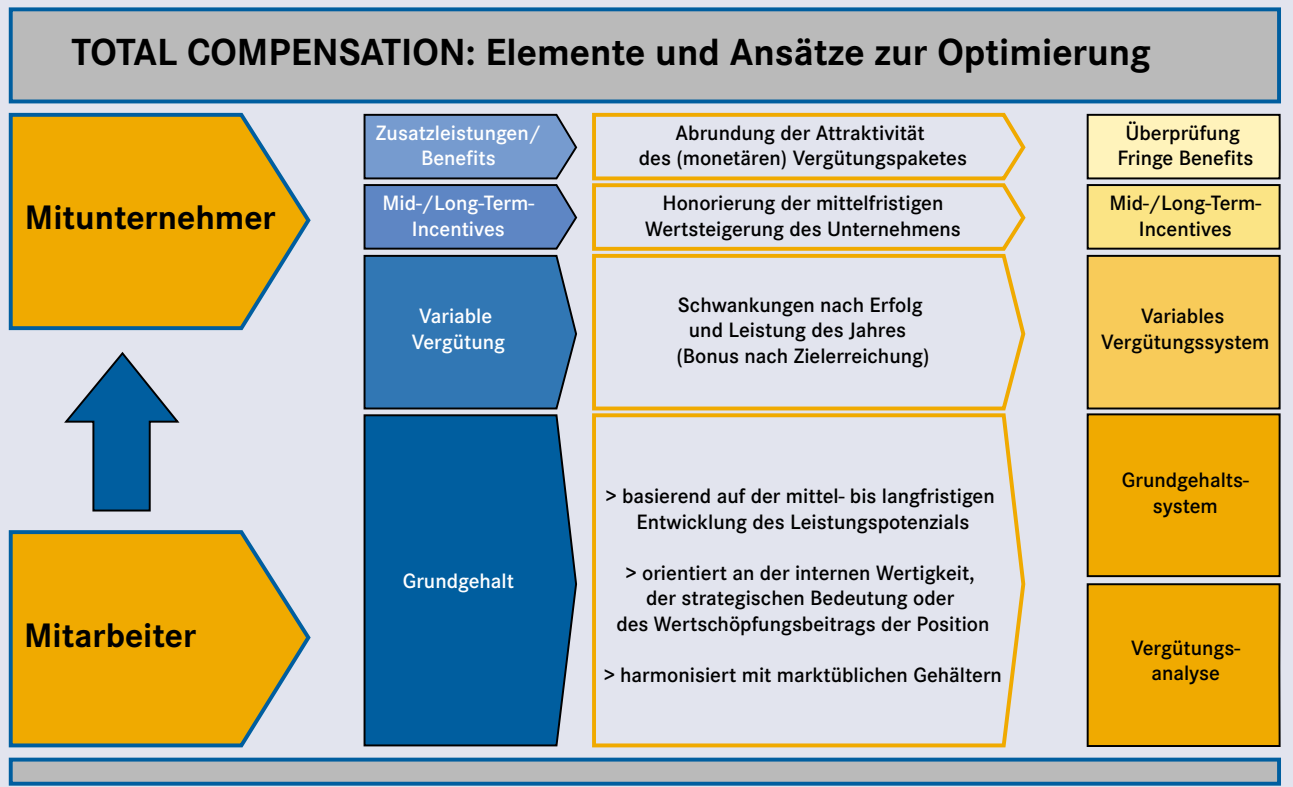 TOTAL COMPENSATION: Elemente und Ansätze zur Optimierung
Mitunternehmer
Mitarbeiter
Zusatzleistungen/
Benefits
Abrundung der Attraktivität
des (monetären) Vergütungspaketes
Überprüfung
Fringe Benefits
Mid-/Long-Term-
Incentives
Honorierung der mittelfristigen
Wertsteigerung des Unternehmens
Mid-/Long-Term-
Incentives
Variable
Vergütung
Schwankungen nach Erfolg
und Leistung des Jahres
(Bonus nach Zielerreichung)
Variables
Vergütungssystem
Grundgehalt
> basierend auf der mittel- bis langfristigen
Entwicklung des Leistungspotenzials
> orientiert an der internen Wertigkeit,
der strategischen Bedeutung oder
des Wertschöpfungsbeitrags der Position
> harmonisiert mit marktüblichen Gehältern
Grundgehalts-
system
Vergütungs-
analyse